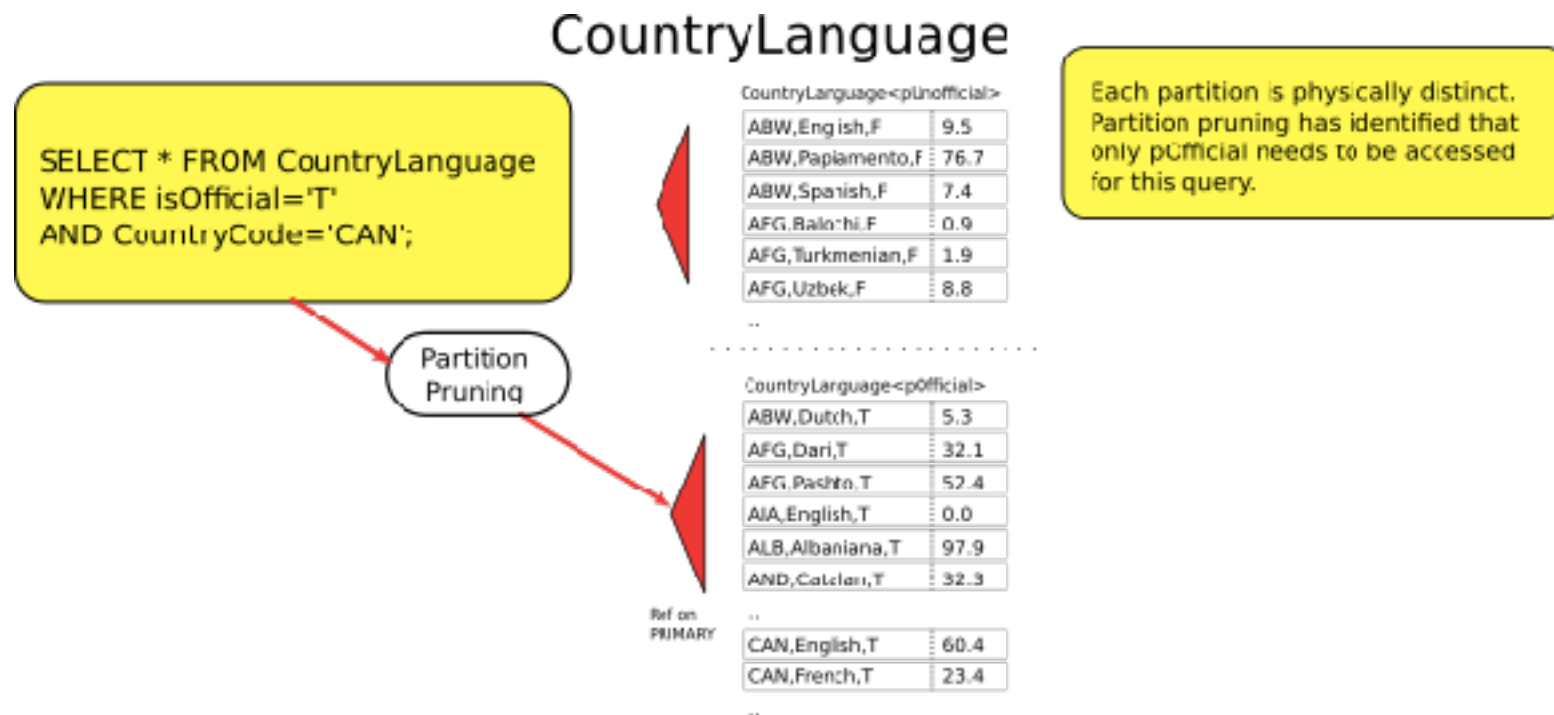 CountryLanguage
SELECT * FROM CountryLanguage
WHERE isOfficial='T'
AND CountryCode='CAN';
Partition
Pruning
CountryLanguage<pUnofficial>
ABW,English,F 9.5
ABW,Papiamento,F 76.7
ABW,Spanish,F 7.4
AFG,Balochi,F 0.9
AFG,Turkmenian,F 1.9
AFG,Uzbek,F 8.8
..
CountryLanguage<pOfficial>
ABW,Dutch,T 5.3
AFG,Dari,T 32.1
AFG,Pashto,T 52.4
AIA,English,T 0.0
ALB,Albaniana,T 97.9
AND,Catalan,T 32.3
..
CAN,English,T 60.4
CAN,French,T 23.4
..
Ref on
PRIMARY
Each partition is physically distinct.
Partition pruning has identified that
only pOfficial needs to be accessed
for this query.